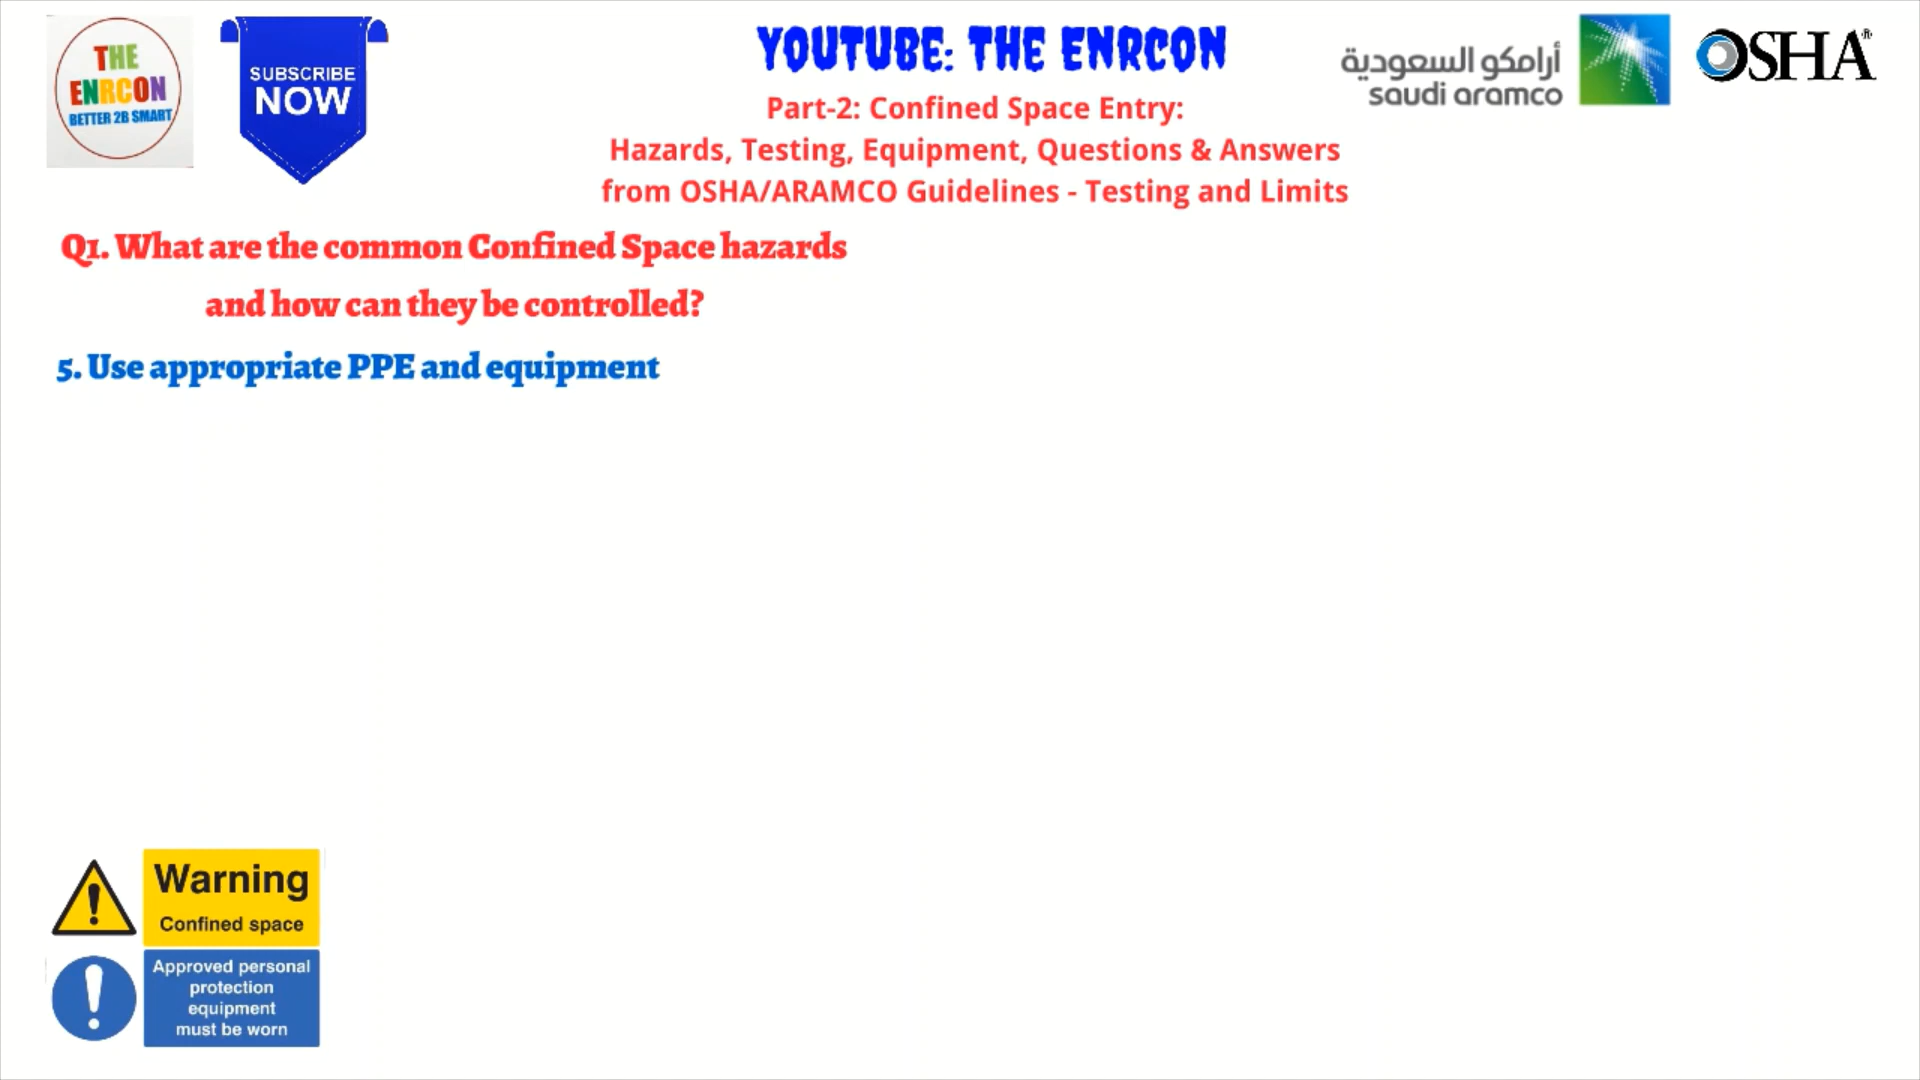 THE
ENRCON
BETTER 2B SMART
SUBSCRIBE
NOW
YOUTUBE: THE ENRCON
Part-2: Confined Space Entry:
Hazards, Testing, Equipment, Questions & Answers
from OSHA/ARAMCO Guidelines - Testing and Limits
أرامكو السعودية
saudi aramco
OSHA®
Q1. What are the common Confined Space hazards
and how can they be controlled?
5. Use appropriate PPE and equipment
Warning
Confined space
Approved personal
protection
equipment
must be worn